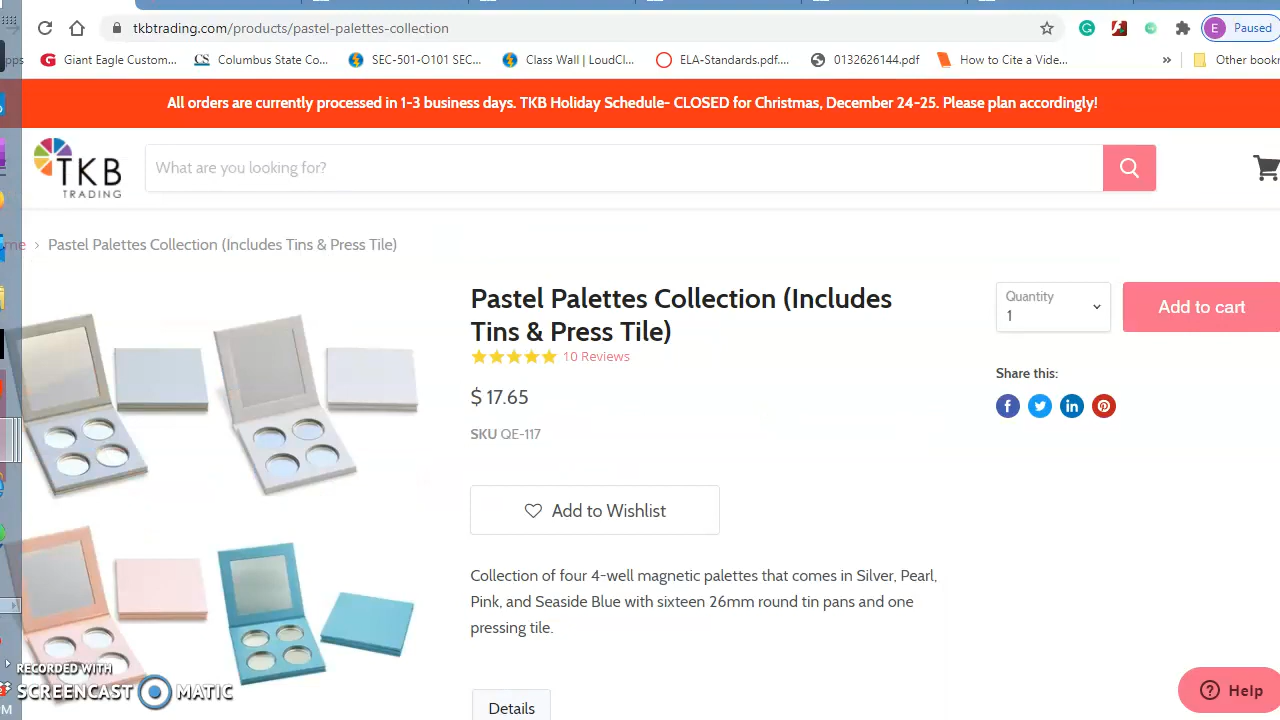 tkbtrading.com/products/pastel-palettes-collection
E Paused
Giant Eagle Custom...
CS Columbus State Co...
SEC-501-O101 SEC...
Class Wall | LoudCl...
ELA-Standards.pdf....
0132626144.pdf
How to Cite a Vide...
»
Other bookr
All orders are currently processed in 1-3 business days. TKB Holiday Schedule- CLOSED for Christmas, December 24-25. Please plan accordingly!
TKB
TRADING
What are you looking for?
Pastel Palettes Collection (Includes Tins & Press Tile)
Pastel Palettes Collection (Includes
Tins & Press Tile)
10 Reviews
$ 17.65
SKU QE-117
Quantity
1
Add to cart
Share this:
Add to Wishlist
Collection of four 4-well magnetic palettes that comes in Silver, Pearl,
Pink, and Seaside Blue with sixteen 26mm round tin pans and one
pressing tile.
Details
Help
RECORDED WITH
SCREENCAST MATIC